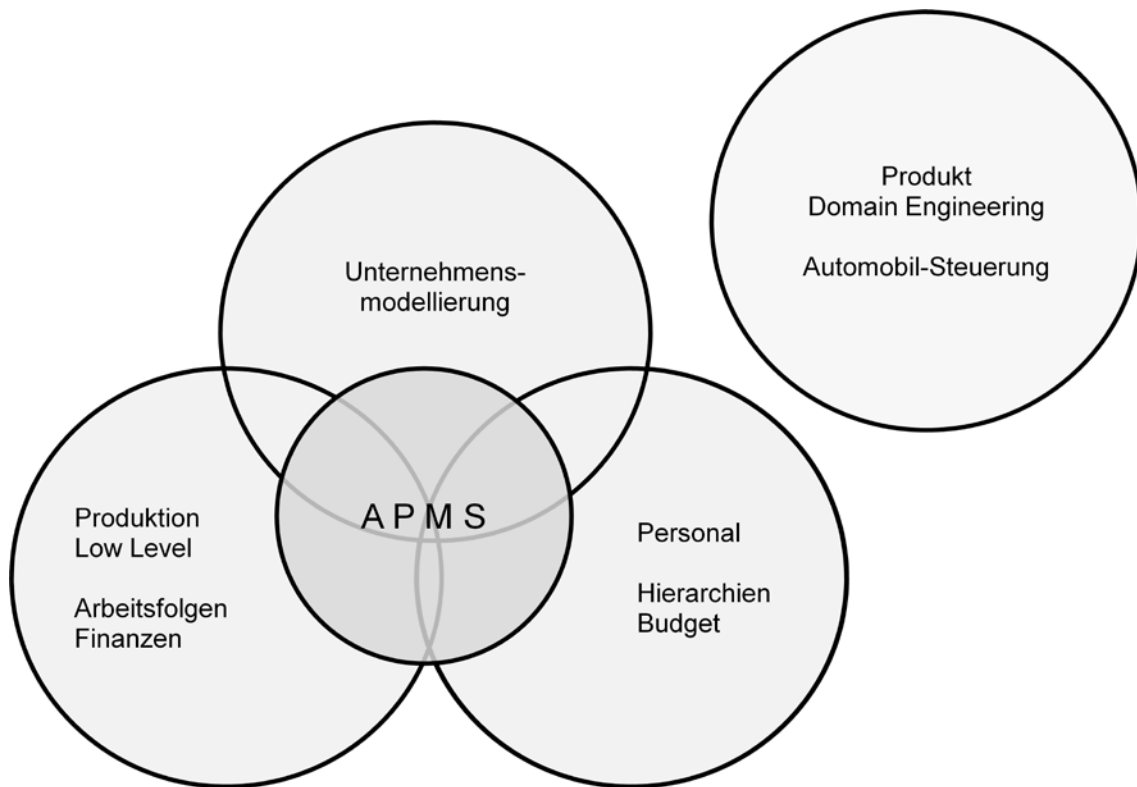 Produkt
Domain Engineering
Automobil-Steuerung
Unternehmens-
modellierung
A P M S
Produktion
Low Level
Arbeitsfolgen
Finanzen
Personal
Hierarchien
Budget